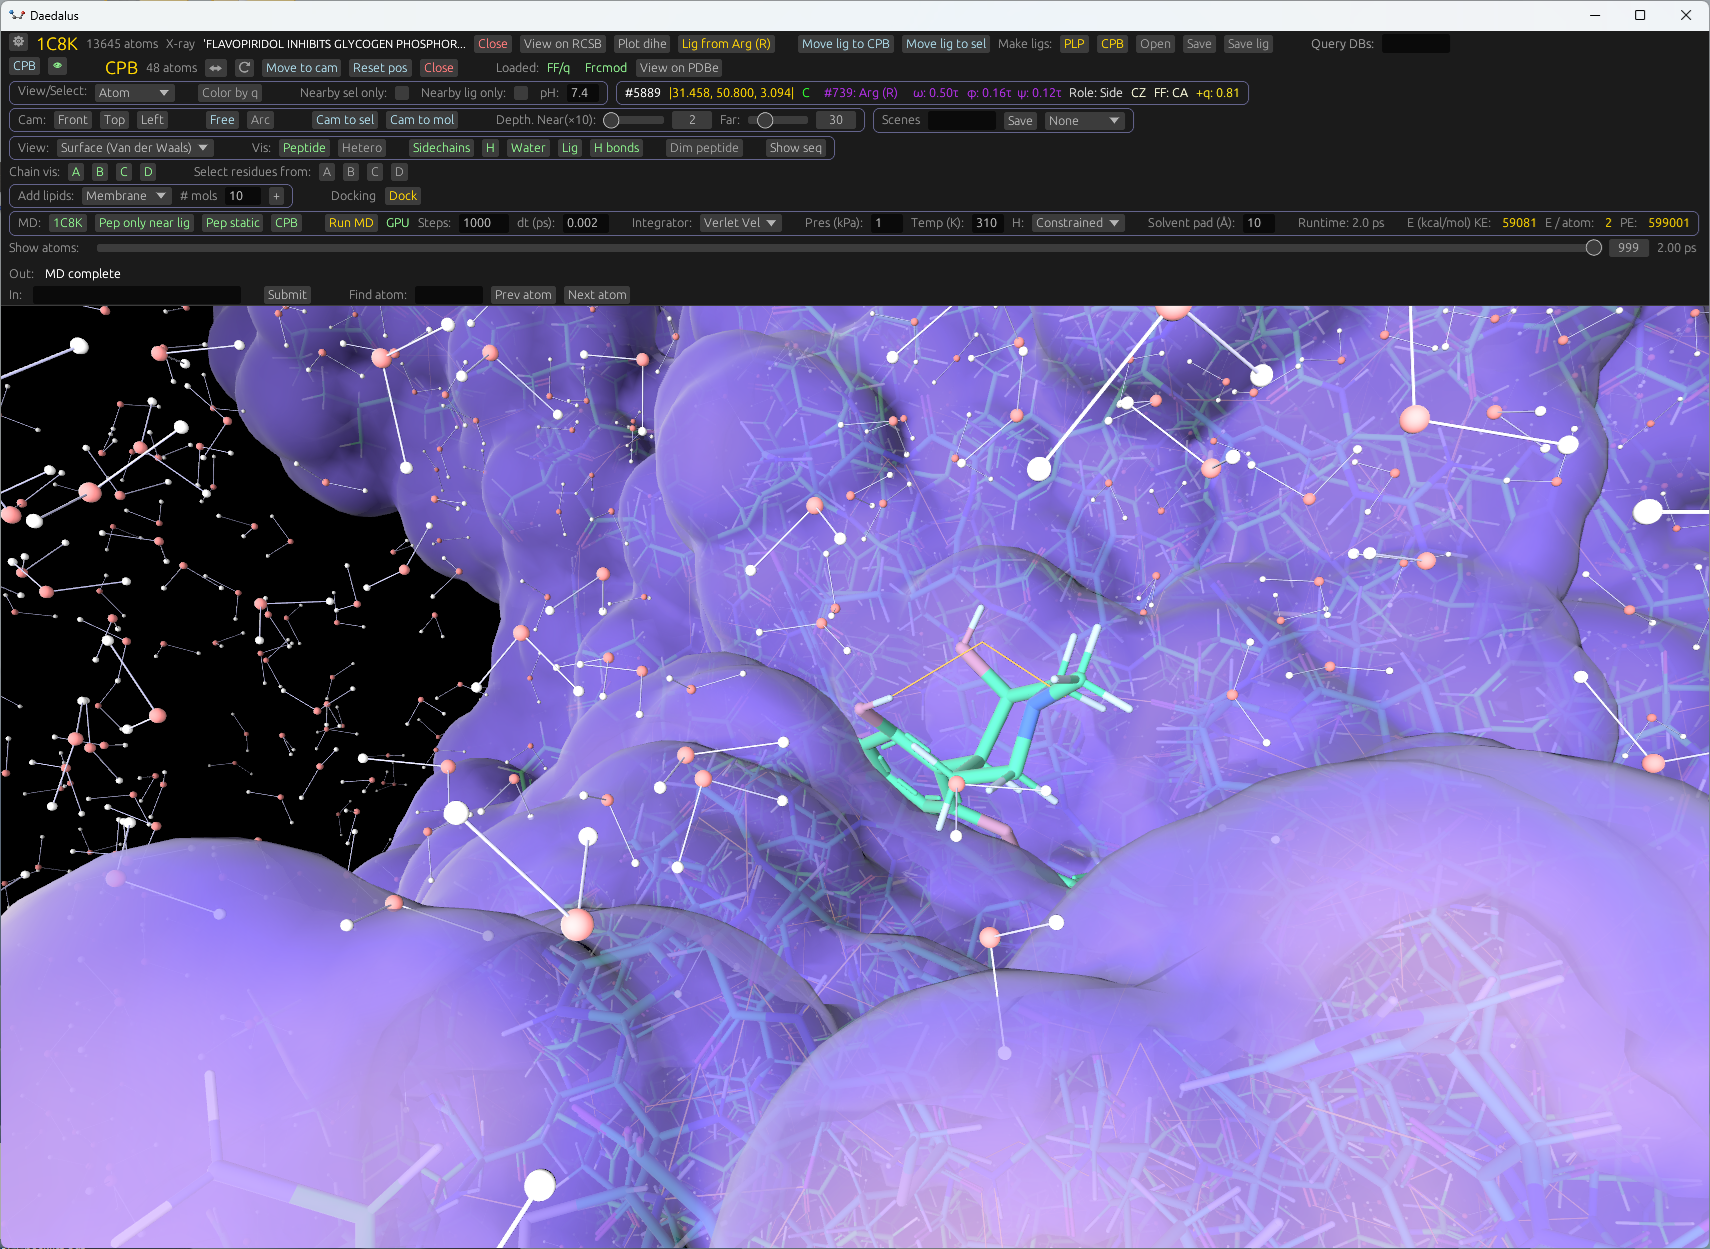 Daedalus
1C8K 13645 atoms X-ray 'FLAVOPIRIDOL INHIBITS GLYCOGEN PHOSPHOR... Close View on RCSB Plot dihe Lig from Arg (R) Move lig to CPB Move lig to sel Make ligs: PLP CPB Open Save Save lig Query DBs:
CPB CPB 48 atoms Move to cam Reset pos Close Loaded: FF/q Frcmod View on PDBe
View/Select: Atom Color by q Nearby sel only: Nearby lig only: pH: 7.4 #5889 |31.458, 50.800, 3.094| C #739: Arg (R) ω: 0.50τ φ: 0.16τ ψ: 0.12τ Role: Side CZ FF: CA +q: 0.81
Cam: Front Top Left Free Arc Cam to sel Cam to mol Depth. Near(×10): 2 Far: 30 Scenes Save None
View: Surface (Van der Waals) Vis: Peptide Hetero Sidechains H Water Lig H bonds Dim peptide Show seq
Chain vis: A B C D Select residues from: A B C D
Add lipids: Membrane # mols 10 + Docking Dock
MD: 1C8K Pep only near lig Pep static CPB Run MD GPU Steps: 1000 dt (ps): 0.002 Integrator: Verlet Vel Pres (kPa): 1 Temp (K): 310 H: Constrained Solvent pad (Å): 10 Runtime: 2.0 ps E (kcal/mol) KE: 59081 E / atom: 2 PE: 599001
Show atoms: 999 2.00 ps
Out: MD complete
In: Submit Find atom: Prev atom Next atom